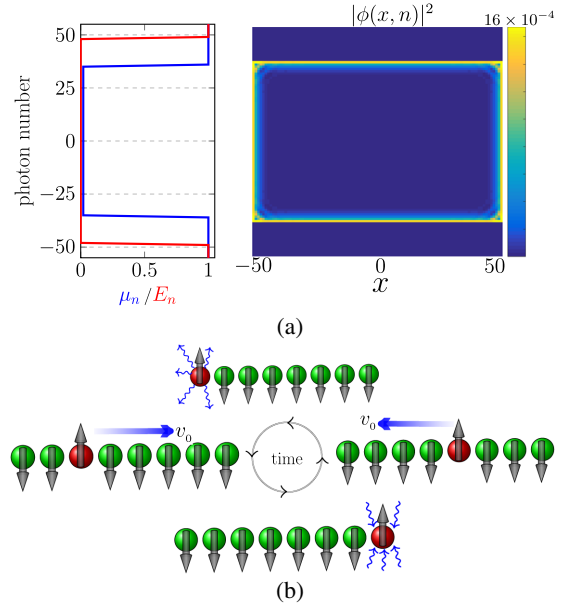 |ϕ(x, n)|²
16 × 10⁻⁴
photon number
50
25
0
−25
−50
0
0.5
1
μₙ/Eₙ
−50
0
50
x
(a)
v₀
v₀
time
(b)